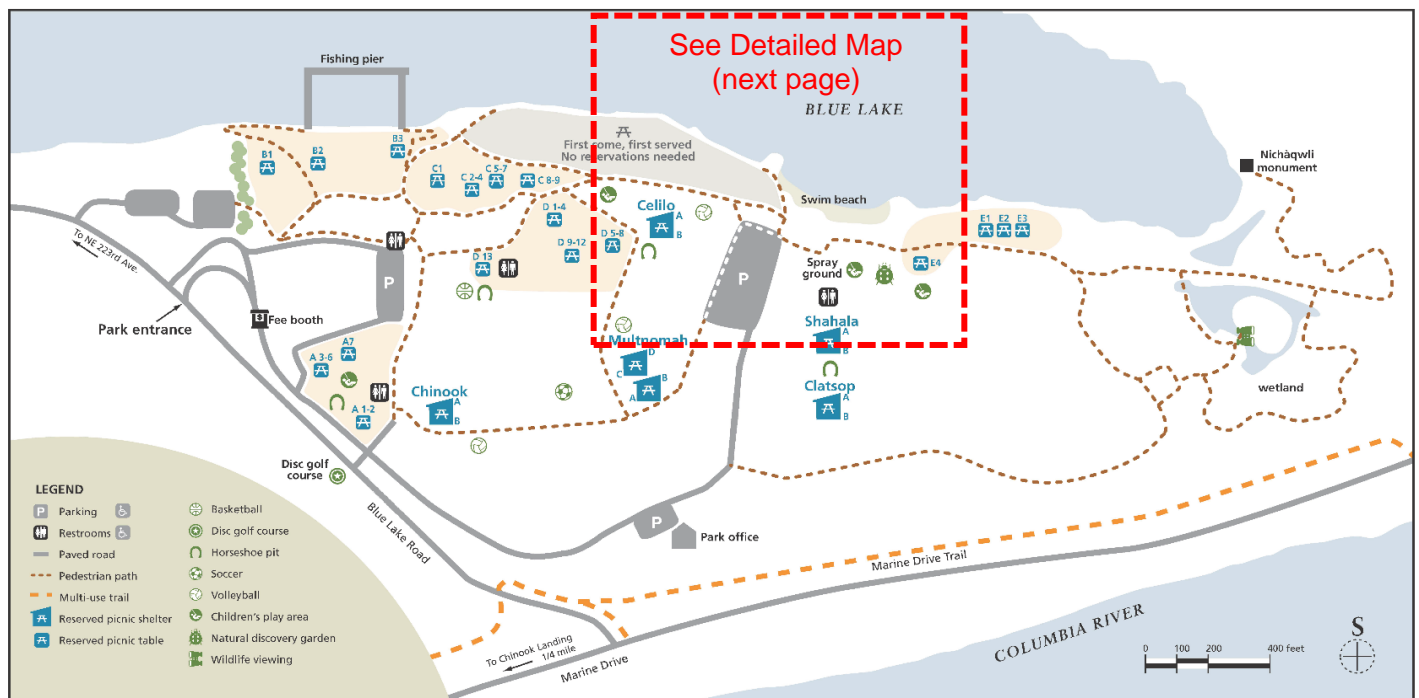 See Detailed Map
(next page)
Fishing pier
BLUE LAKE
First come, first served
No reservations needed
Nichàqwli
monument
B1
B2
B3
C1
C 2-4
C 5-7
C 8-9
Celilo
A
B
Swim beach
D 1-4
D 5-8
D 9-12
D 13
E1
E2
E3
E4
To NE 223rd Ave.
P
P
Spray
ground
Park entrance
$
Fee booth
Shahala
A
B
Multnomah
D
C
B
A
A7
A 3-6
A 1-2
Chinook
A
B
Clatsop
A
B
wetland
Disc golf
course
Blue Lake Road
P
Park office
Marine Drive Trail
To Chinook Landing
1/4 mile
Marine Drive
COLUMBIA RIVER
LEGEND
P Parking
Restrooms
Paved road
Pedestrian path
Multi-use trail
Reserved picnic shelter
Reserved picnic table
Basketball
Disc golf course
Horseshoe pit
Soccer
Volleyball
Children's play area
Natural discovery garden
Wildlife viewing
0 100 200 400 feet
S